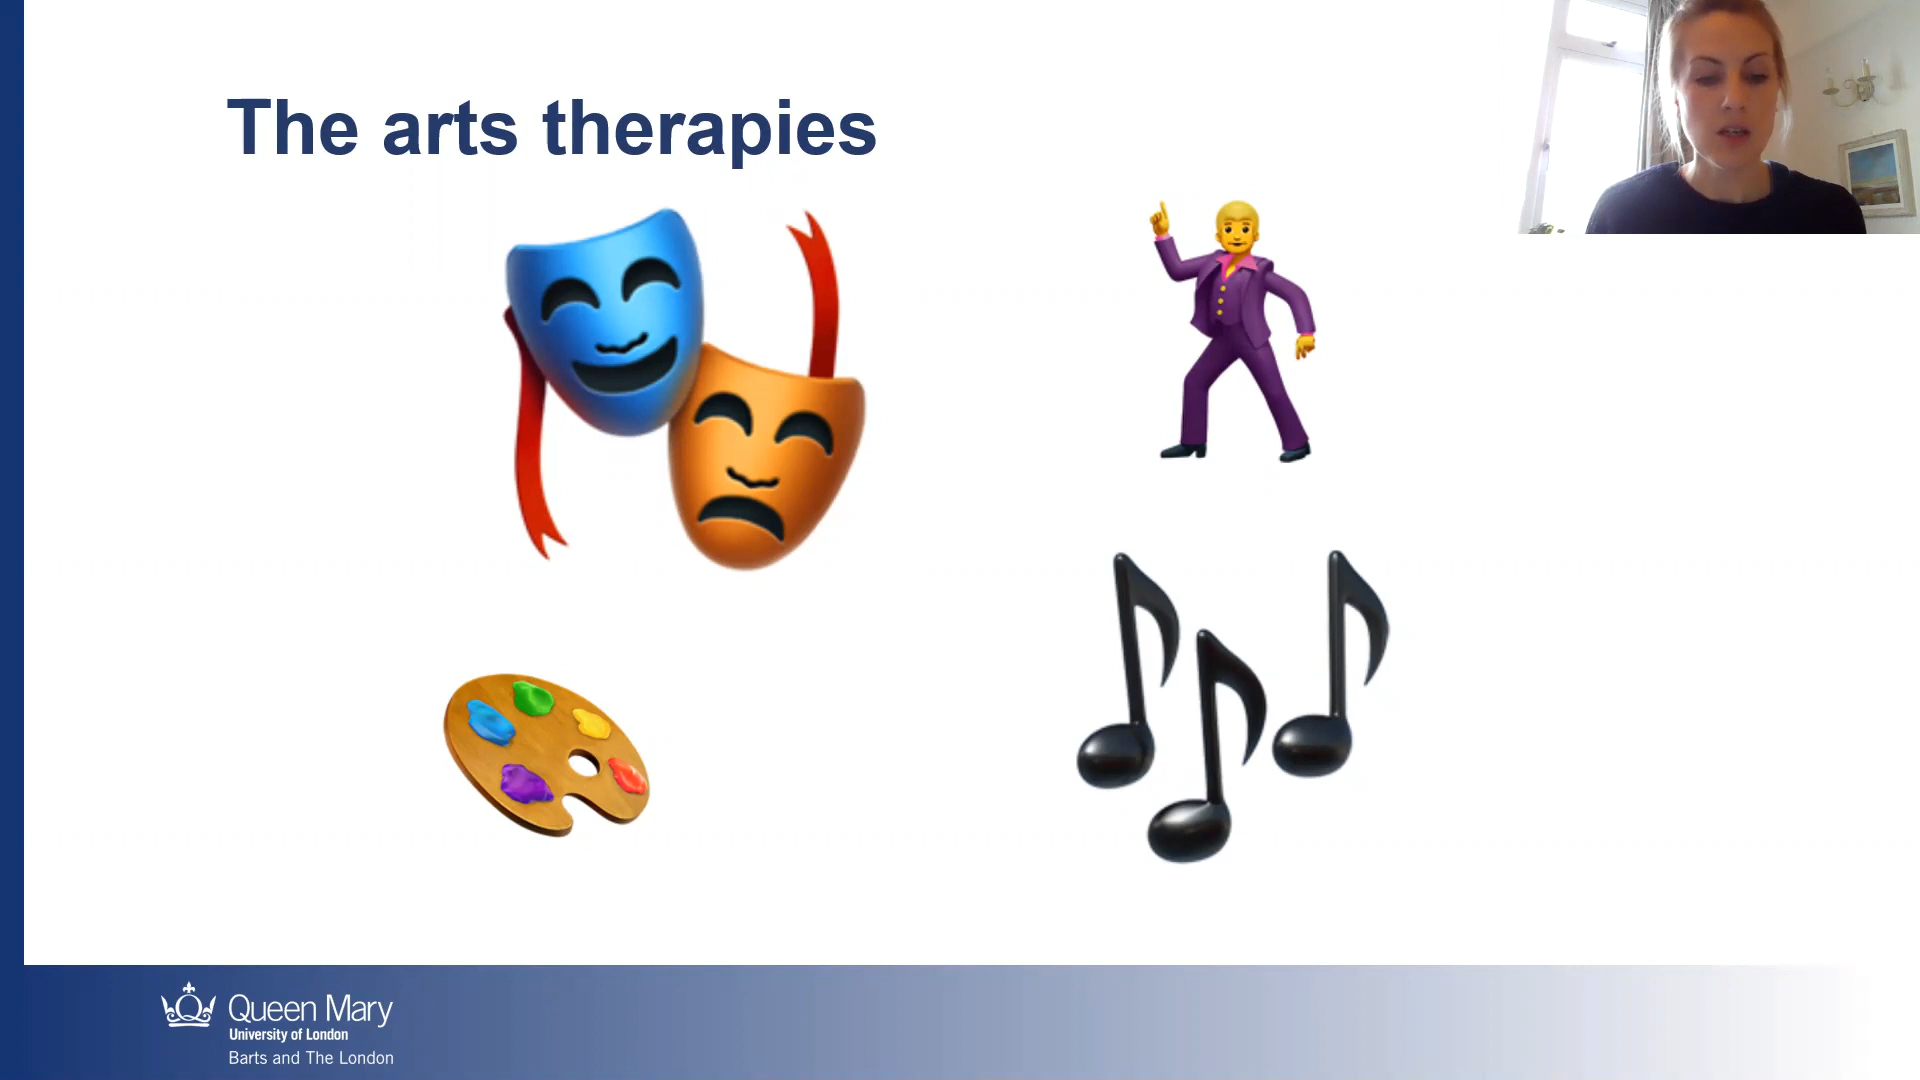 The arts therapies
Queen Mary
University of London
Barts and The London